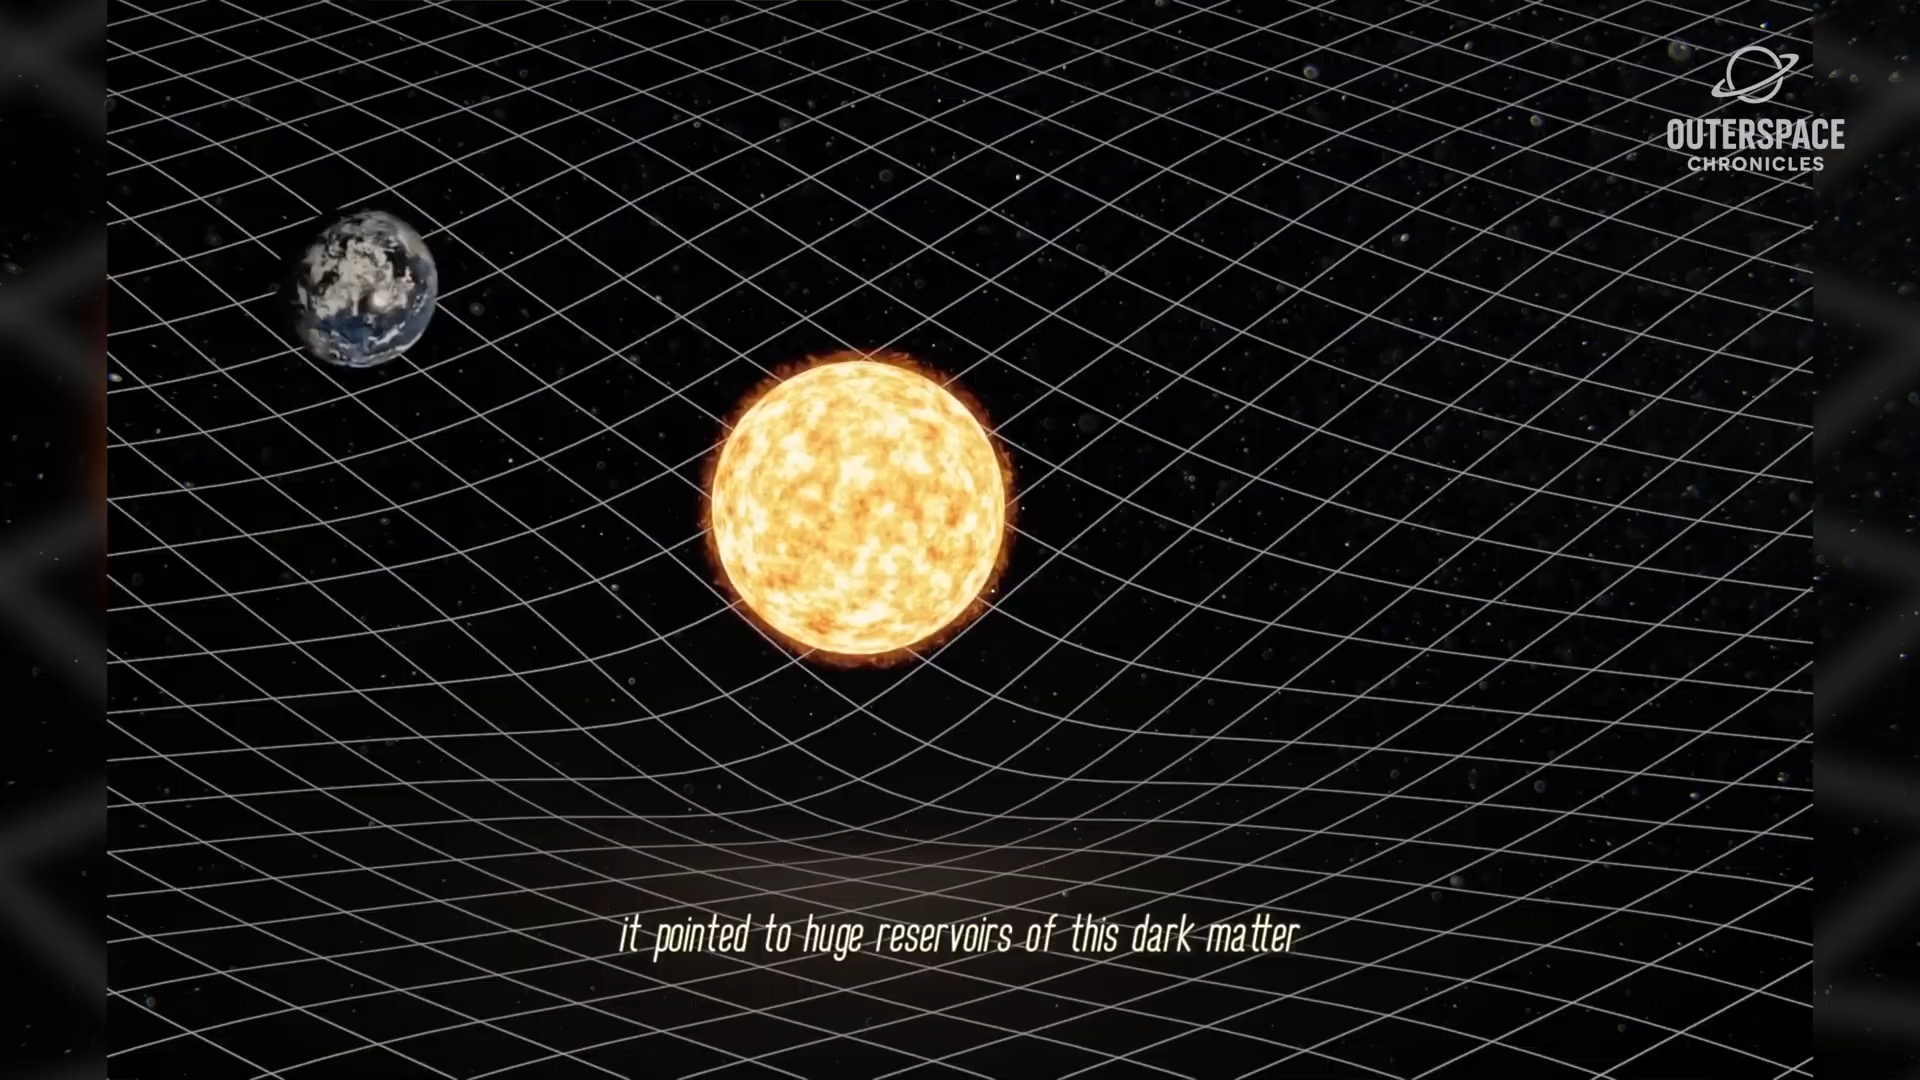 OUTERSPACE
CHRONICLES
it pointed to huge reservoirs of this dark matter